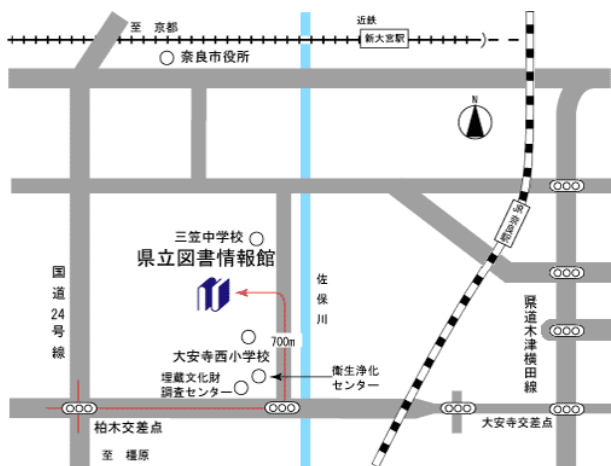 至 京都
近鉄
新大宮駅
奈良市役所
N
JR 奈良駅
三笠中学校
県立図書情報館
国道24号線
佐保川
700m
県道木津横田線
大安寺西小学校
埋蔵文化財
調査センター
衛生浄化
センター
柏木交差点
大安寺交差点
至 橿原